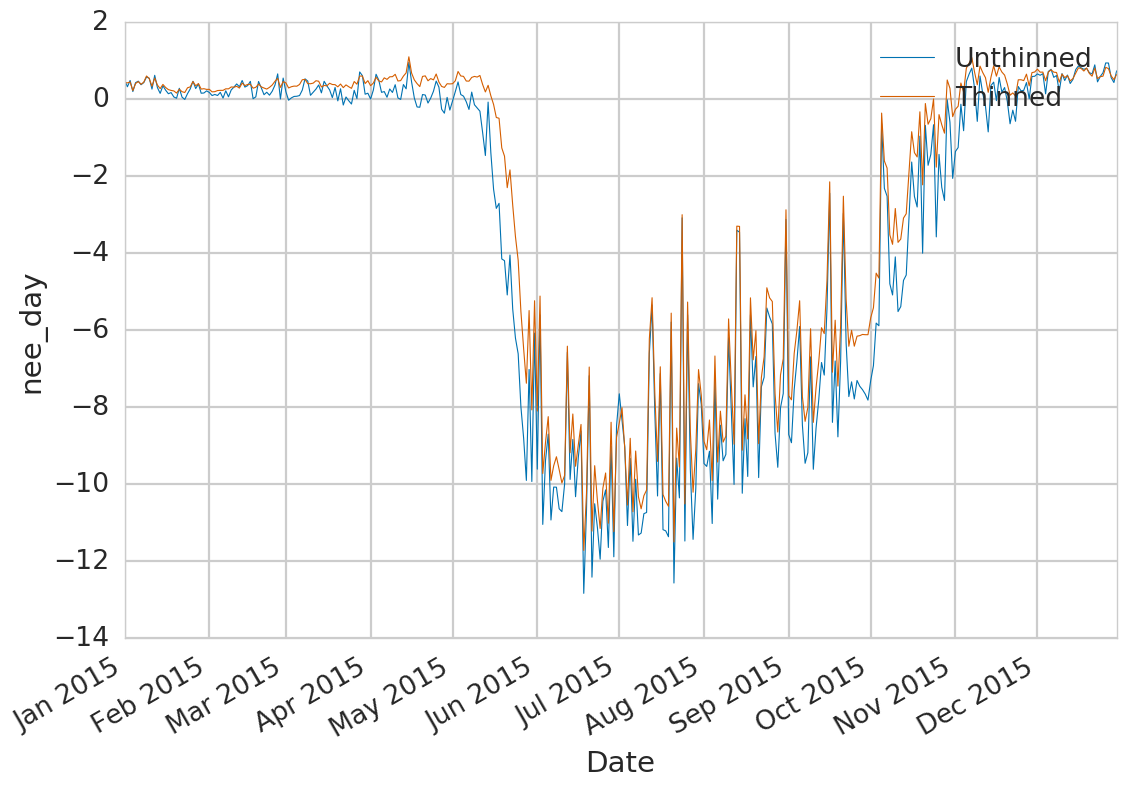 2
0
−2
−4
−6
−8
−10
−12
−14
nee_day
Unthinned
Thinned
Jan 2015
Feb 2015
Mar 2015
Apr 2015
May 2015
Jun 2015
Jul 2015
Aug 2015
Sep 2015
Oct 2015
Nov 2015
Dec 2015
Date